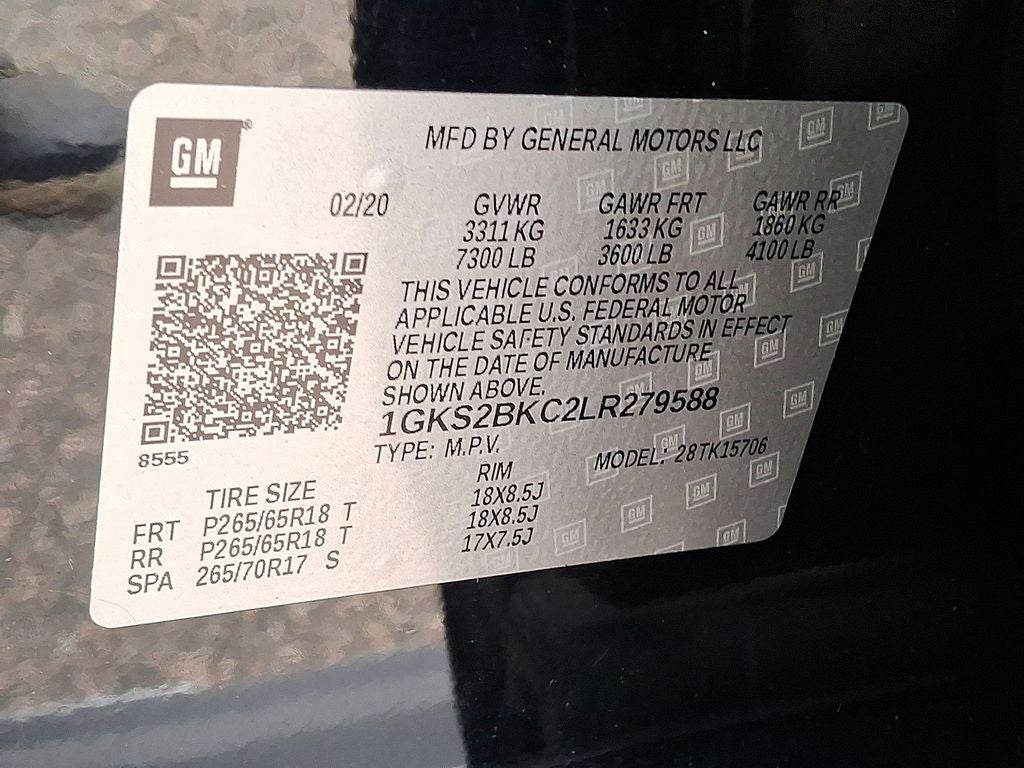 GM®
MFD BY GENERAL MOTORS LLC
02/20 GVWR GAWR FRT GAWR RR
3311 KG 1633 KG 1860 KG
7300 LB 3600 LB 4100 LB
THIS VEHICLE CONFORMS TO ALL
APPLICABLE U.S. FEDERAL MOTOR
VEHICLE SAFETY STANDARDS IN EFFECT
ON THE DATE OF MANUFACTURE
SHOWN ABOVE.
1GKS2BKC2LR279588
8555
TYPE: M.P.V. MODEL: 28TK15706
TIRE SIZE RIM
FRT P265/65R18 T 18X8.5J
RR P265/65R18 T 18X8.5J
SPA 265/70R17 S 17X7.5J